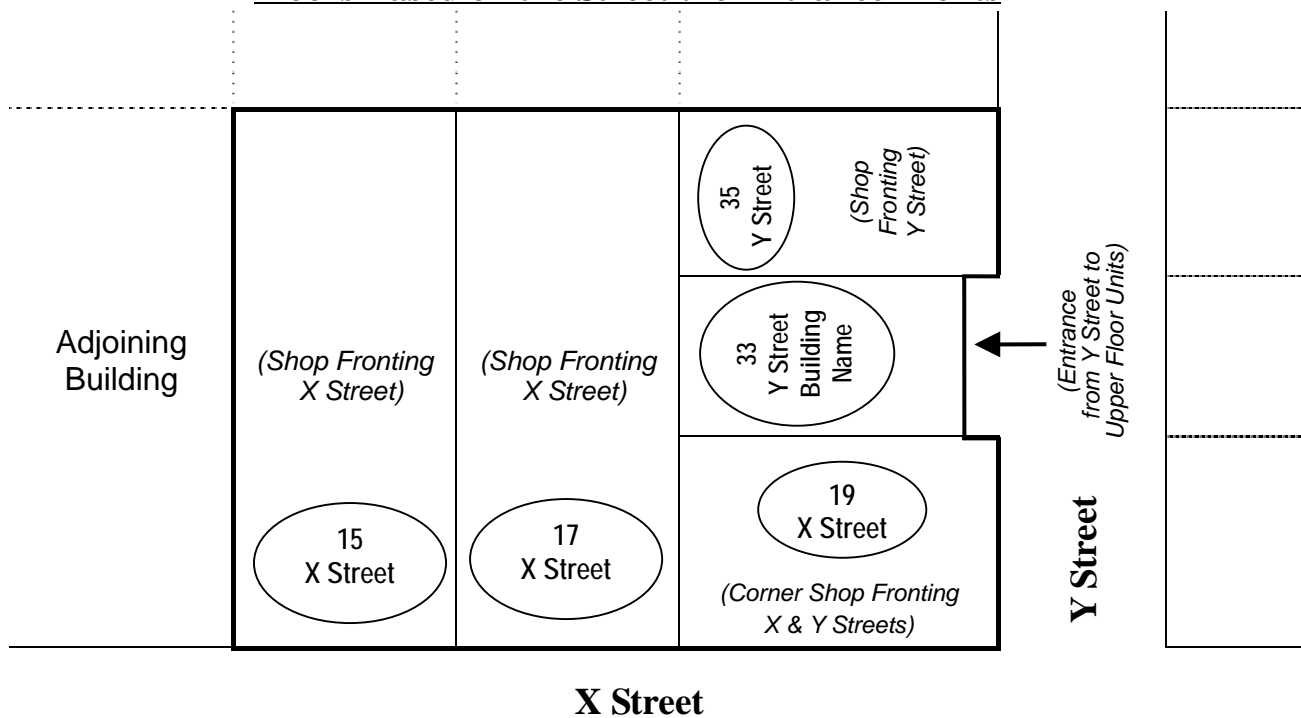 35
Y Street
(Shop
Fronting
Y Street)
Adjoining
Building
(Shop Fronting
X Street)
(Shop Fronting
X Street)
33
Y Street
Building
Name
(Entrance
from Y Street to
Upper Floor Units)
15
X Street
17
X Street
19
X Street
(Corner Shop Fronting
X & Y Streets)
Y Street
X Street